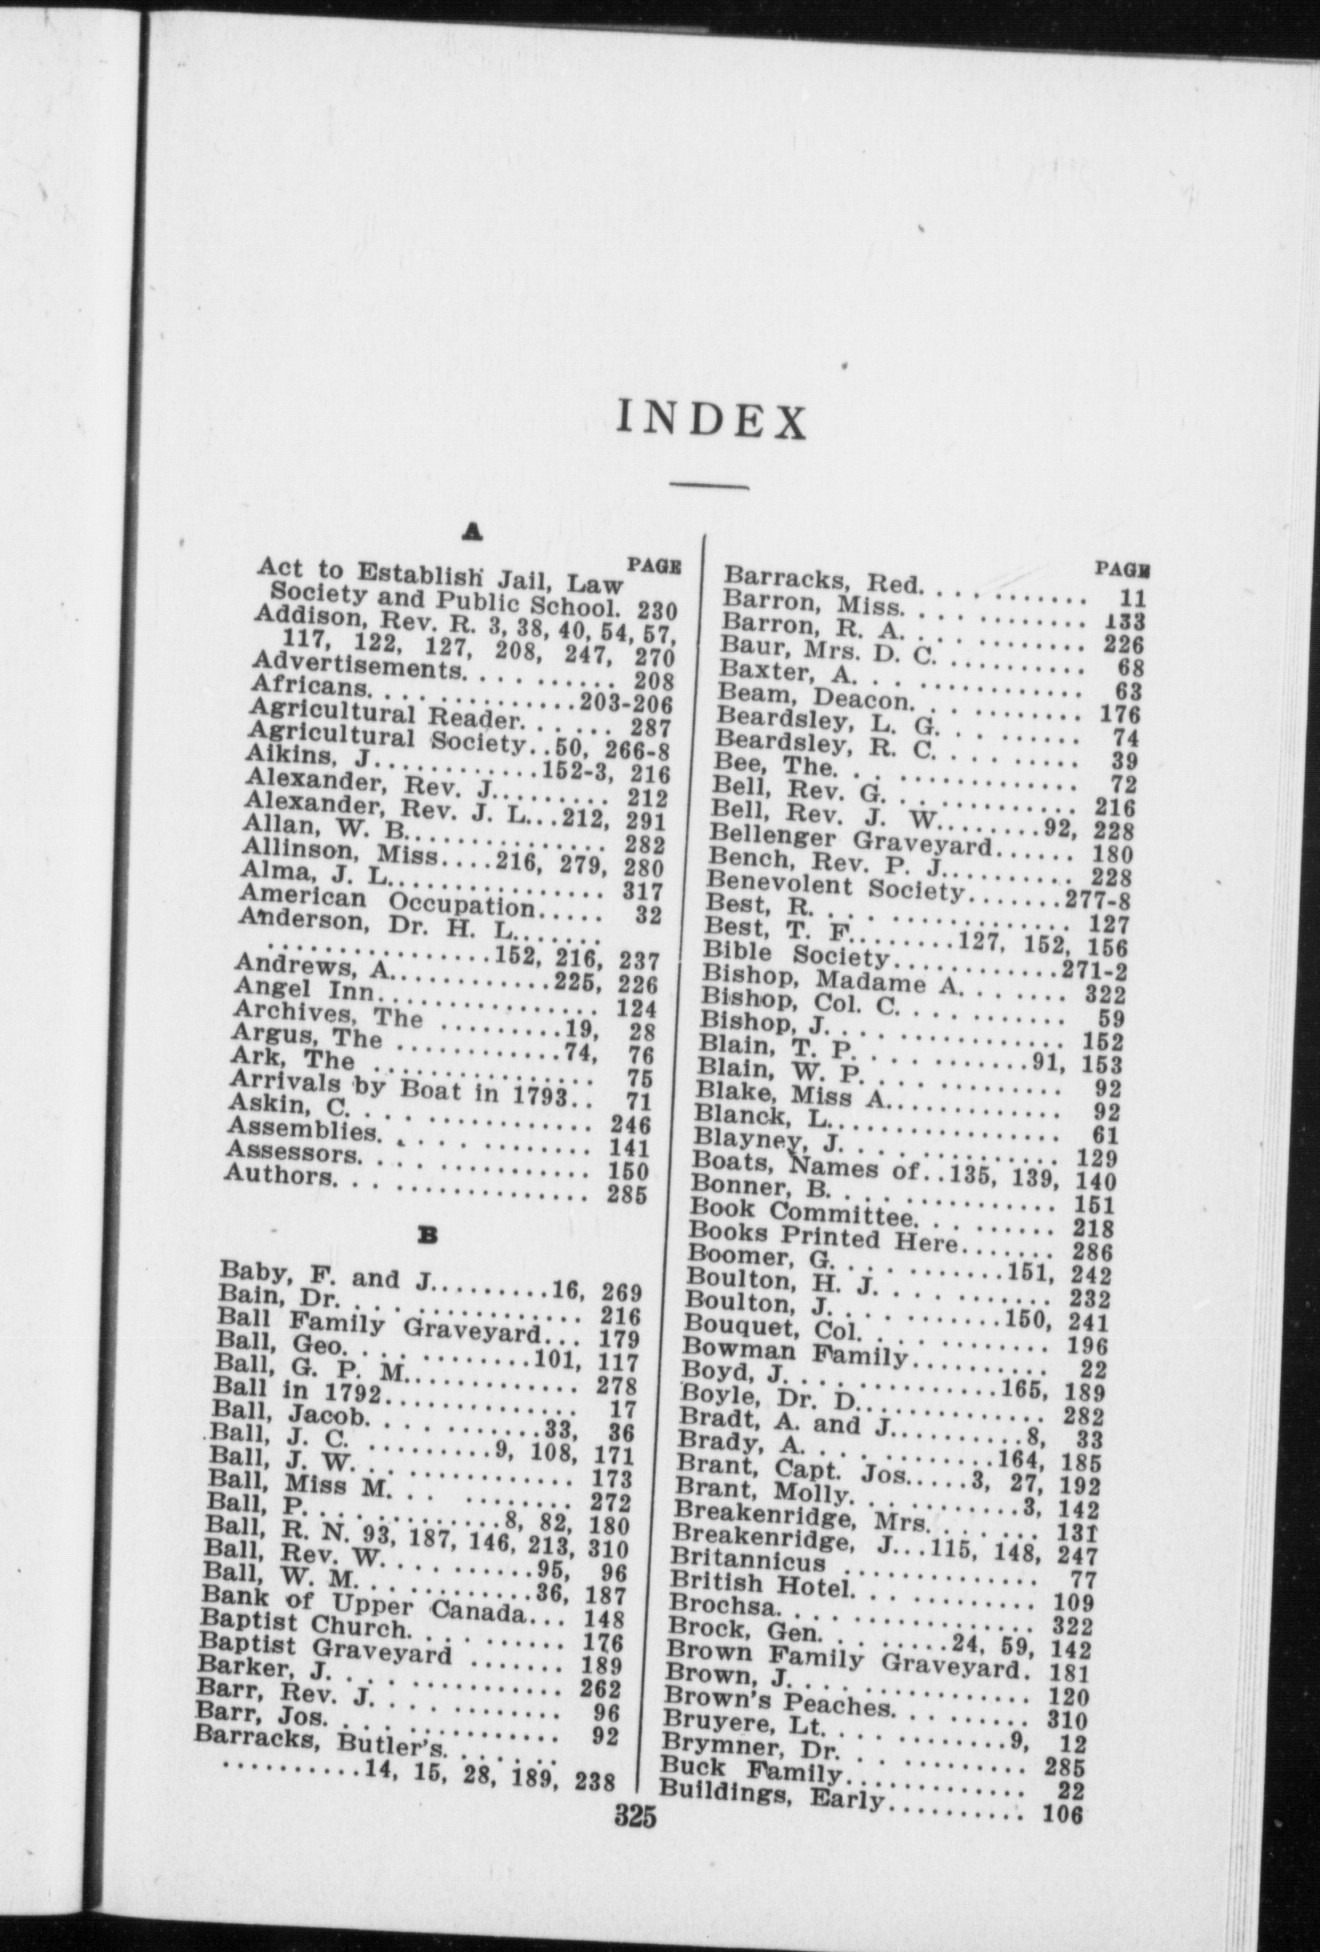 INDEX
A
PAGE
Act to Establish Jail, Law
Society and Public School. 230
Addison, Rev. R. 3, 38, 40, 54, 57,
117, 122, 127, 208, 247, 270
Advertisements.......... 208
Africans.............203-206
Agricultural Reader...... 287
Agricultural Society..50, 266-8
Aikins, J............152-3, 216
Alexander, Rev. J......... 212
Alexander, Rev. J. L...212, 291
Allan, W. B............... 282
Allinson, Miss....216, 279, 280
Alma, J. L................ 317
American Occupation..... 32
Anderson, Dr. H. L.......
..............152, 216, 237
Andrews, A............225, 226
Angel Inn................ 124
Archives, The .........19, 28
Argus, The ............74, 76
Ark, The ................ 75
Arrivals by Boat in 1793.. 71
Askin, C................ 246
Assemblies.............. 141
Assessors............... 150
Authors................. 285
B
Baby, F. and J.........16, 269
Bain, Dr................ 216
Ball Family Graveyard... 179
Ball, Geo.............101, 117
Ball, G. P. M............. 278
Ball in 1792.............. 17
Ball, Jacob............33, 36
Ball, J. C. .........9, 108, 171
Ball, J. W............... 173
Ball, Miss M............ 272
Ball, P..............8, 82, 180
Ball, R. N. 93, 187, 146, 213, 310
Ball, Rev. W...........95, 96
Ball, W. M............36, 187
Bank of Upper Canada... 148
Baptist Church.......... 176
Baptist Graveyard ....... 189
Barker, J............... 262
Barr, Rev. J............. 96
Barr, Jos............... 92
Barracks, Butler's.......
..........14, 15, 28, 189, 238
PAGE
Barracks, Red........... 11
Barron, Miss............ 133
Barron, R. A............ 226
Baur, Mrs. D. C.......... 68
Baxter, A.............. 63
Beam, Deacon........... 176
Beardsley, L. G......... 74
Beardsley, R. C......... 39
Bee, The............... 72
Bell, Rev. G............ 216
Bell, Rev. J. W........92, 228
Bellenger Graveyard...... 180
Bench, Rev. P. J.......... 228
Benevolent Society.......277-8
Best, R................ 127
Best, T. F........127, 152, 156
Bible Society............271-2
Bishop, Madame A....... 322
Bishop, Col. C........... 59
Bishop, J............... 152
Blain, T. P...........91, 153
Blain, W. P............. 92
Blake, Miss A............ 92
Blanck, L................ 61
Blayney, J.............. 129
Boats, Names of..135, 139, 140
Bonner, B............... 151
Book Committee......... 218
Books Printed Here....... 286
Boomer, G............151, 242
Boulton, H. J........... 232
Boulton, J...........150, 241
Bouquet, Col........... 196
Bowman Family.......... 22
Boyd, J..............165, 189
Boyle, Dr. D............. 282
Bradt, A. and J..........8, 33
Brady, A............164, 185
Brant, Capt. Jos.....3, 27, 192
Brant, Molly...........3, 142
Breakenridge, Mrs....... 131
Breakenridge, J...115, 148, 247
Britannicus .............. 77
British Hotel............ 109
Brochsa................ 322
Brock, Gen.........24, 59, 142
Brown Family Graveyard. 181
Brown, J............... 120
Brown's Peaches......... 310
Bruyere, Lt...........9, 12
Brymner, Dr............ 285
Buck Family............. 22
Buildings, Early.......... 106
325